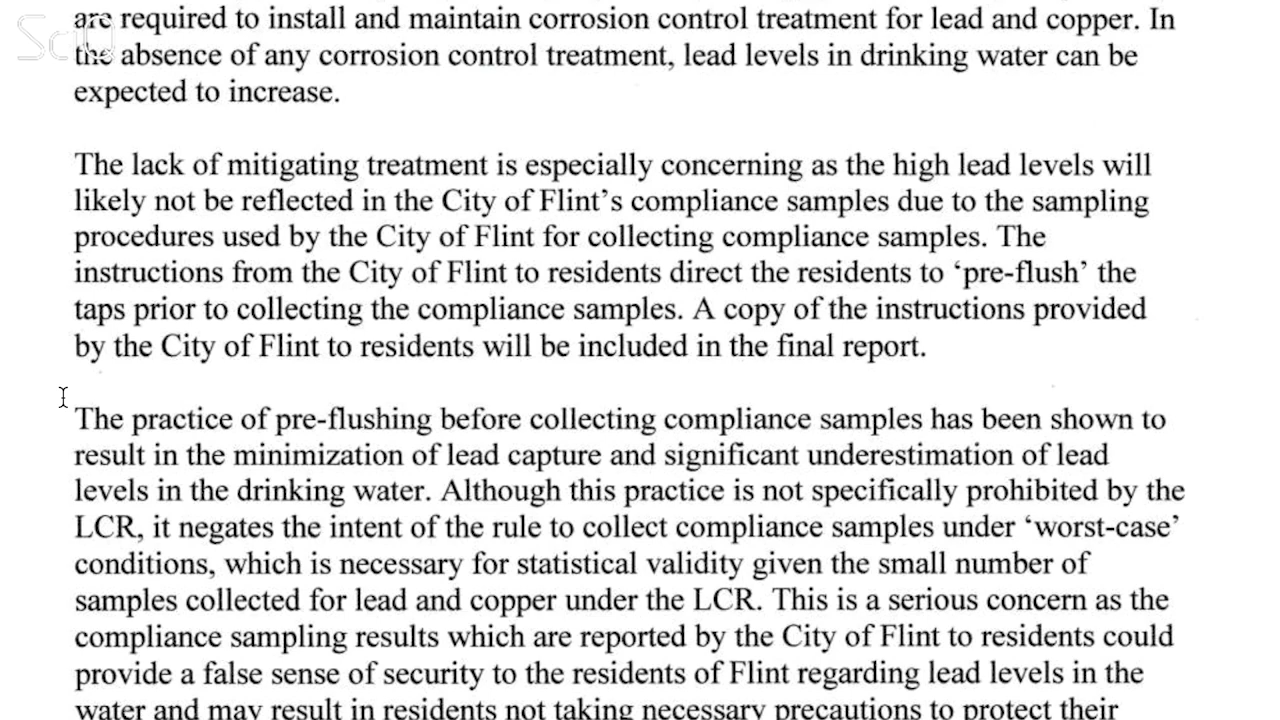 SciQ
are required to install and maintain corrosion control treatment for lead and copper. In
the absence of any corrosion control treatment, lead levels in drinking water can be
expected to increase.
The lack of mitigating treatment is especially concerning as the high lead levels will
likely not be reflected in the City of Flint’s compliance samples due to the sampling
procedures used by the City of Flint for collecting compliance samples. The
instructions from the City of Flint to residents direct the residents to ‘pre-flush’ the
taps prior to collecting the compliance samples. A copy of the instructions provided
by the City of Flint to residents will be included in the final report.
The practice of pre-flushing before collecting compliance samples has been shown to
result in the minimization of lead capture and significant underestimation of lead
levels in the drinking water. Although this practice is not specifically prohibited by the
LCR, it negates the intent of the rule to collect compliance samples under ‘worst-case’
conditions, which is necessary for statistical validity given the small number of
samples collected for lead and copper under the LCR. This is a serious concern as the
compliance sampling results which are reported by the City of Flint to residents could
provide a false sense of security to the residents of Flint regarding lead levels in the
water and may result in residents not taking necessary precautions to protect their